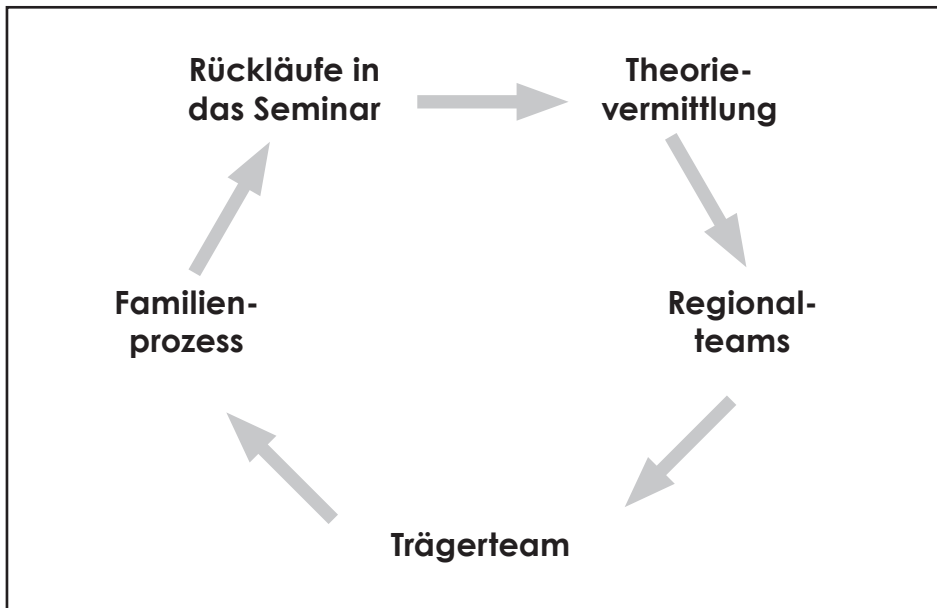 Rückläufe in
das Seminar
Theorie-
vermittlung
Regional-
teams
Trägerteam
Familien-
prozess